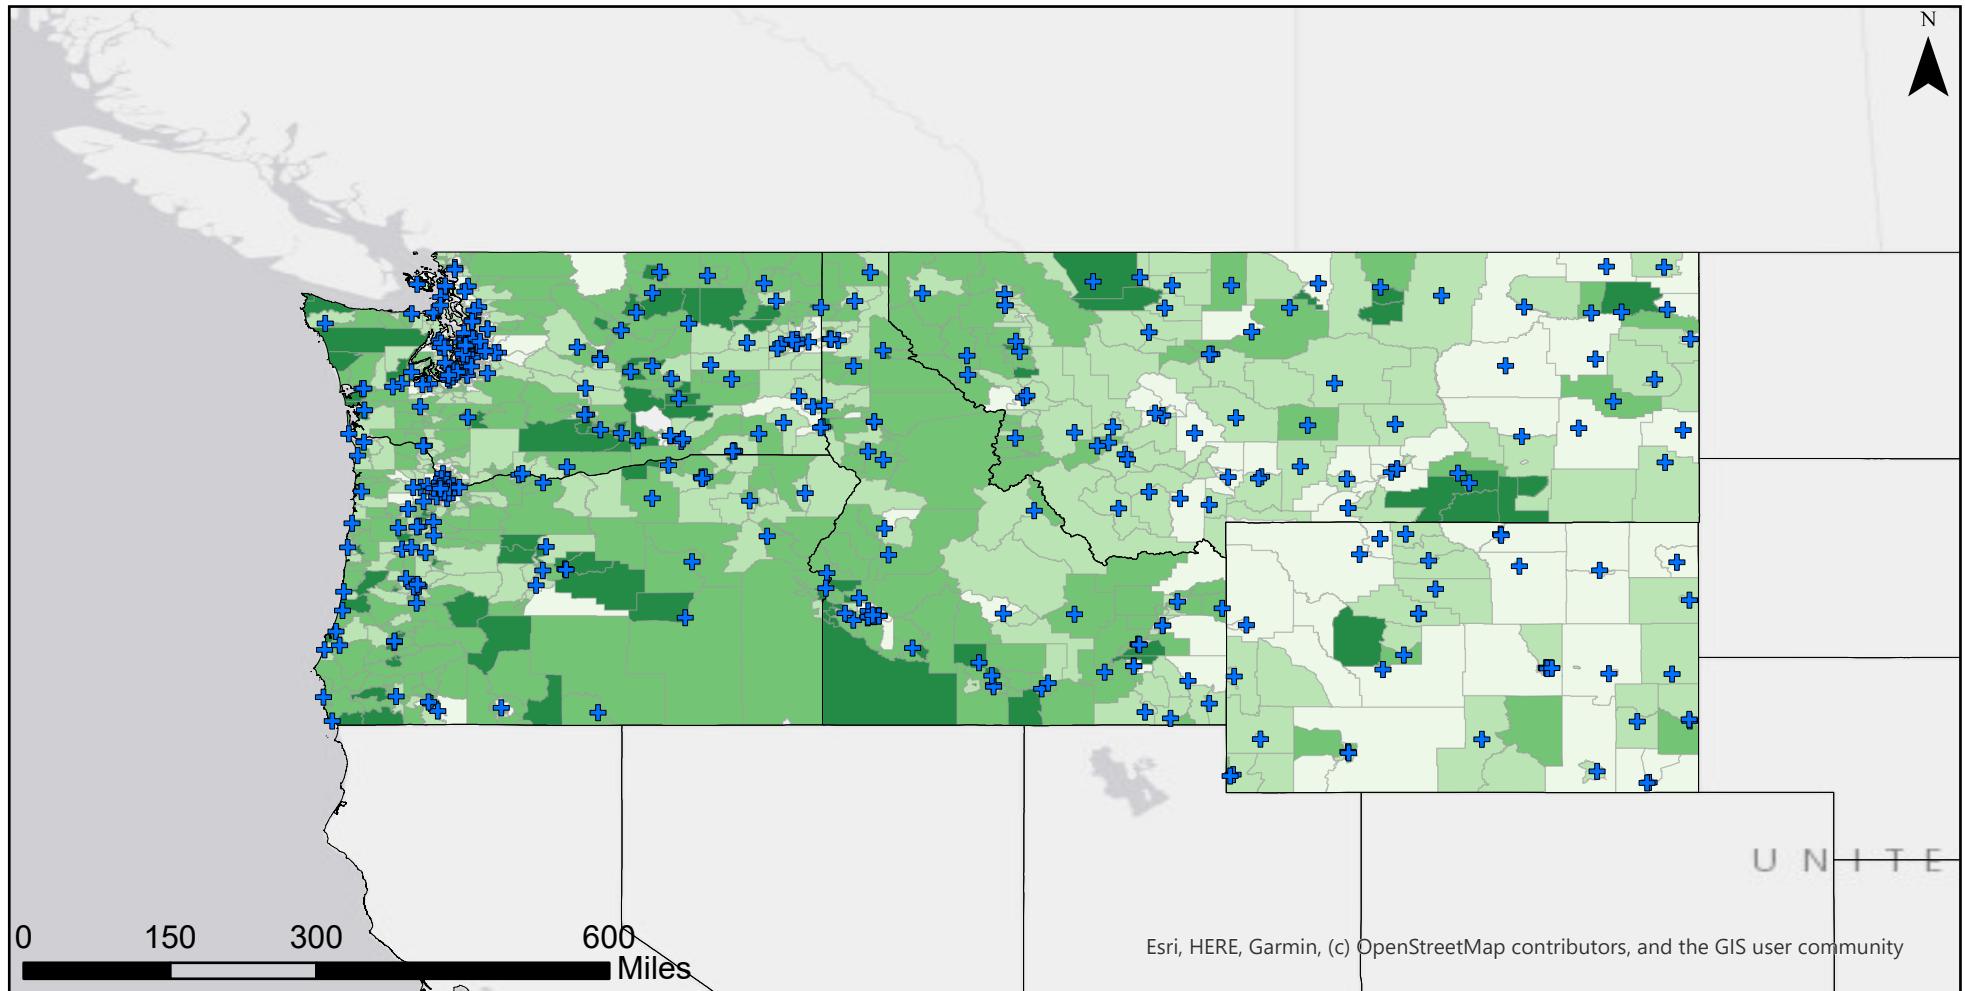 N
U N I T E
0 150 300 600
Miles
Esri, HERE, Garmin, (c) OpenStreetMap contributors, and the GIS user community